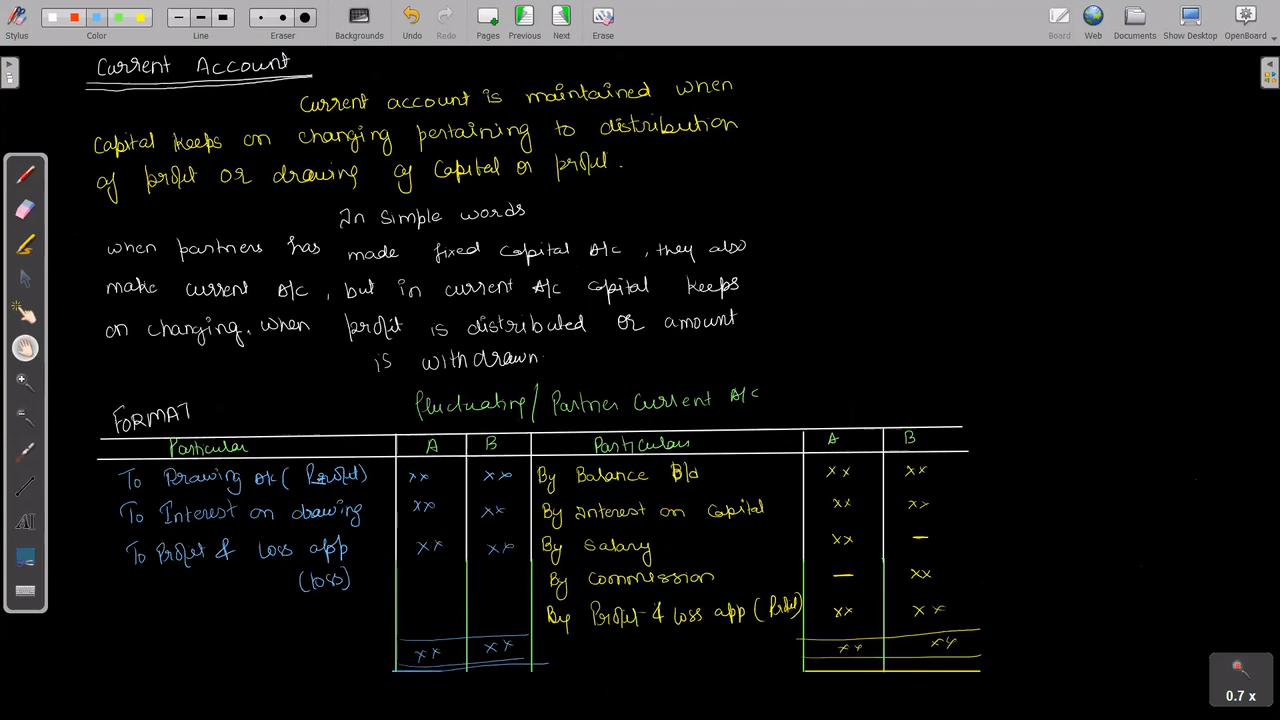 Stylus Color Line Eraser Backgrounds Undo Redo Pages Previous Next Erase Board Web Documents Show Desktop OpenBoard
Current Account
Current account is maintained when
Capital keeps on changing pertaining to distribution
of profit or drawing of Capital or profit.
In simple words
when partners has made fixed capital A/c, they also
make current A/c, but in current A/c capital keeps
on changing, when profit is distributed or amount
is withdrawn.
FORMAT
Fluctuating / Partner Current A/c
Particular A B Particulars A B
To Drawing A/c (Profit) xx xx By Balance B/d xx xx
To Interest on drawing xx xx By Interest on Capital xx xx
To Profit & Loss app xx xx By Salary xx —
(loss) By Commission — xx
By Profit & Loss app (Profit) xx xx
xx xx xx xx
0.7 x